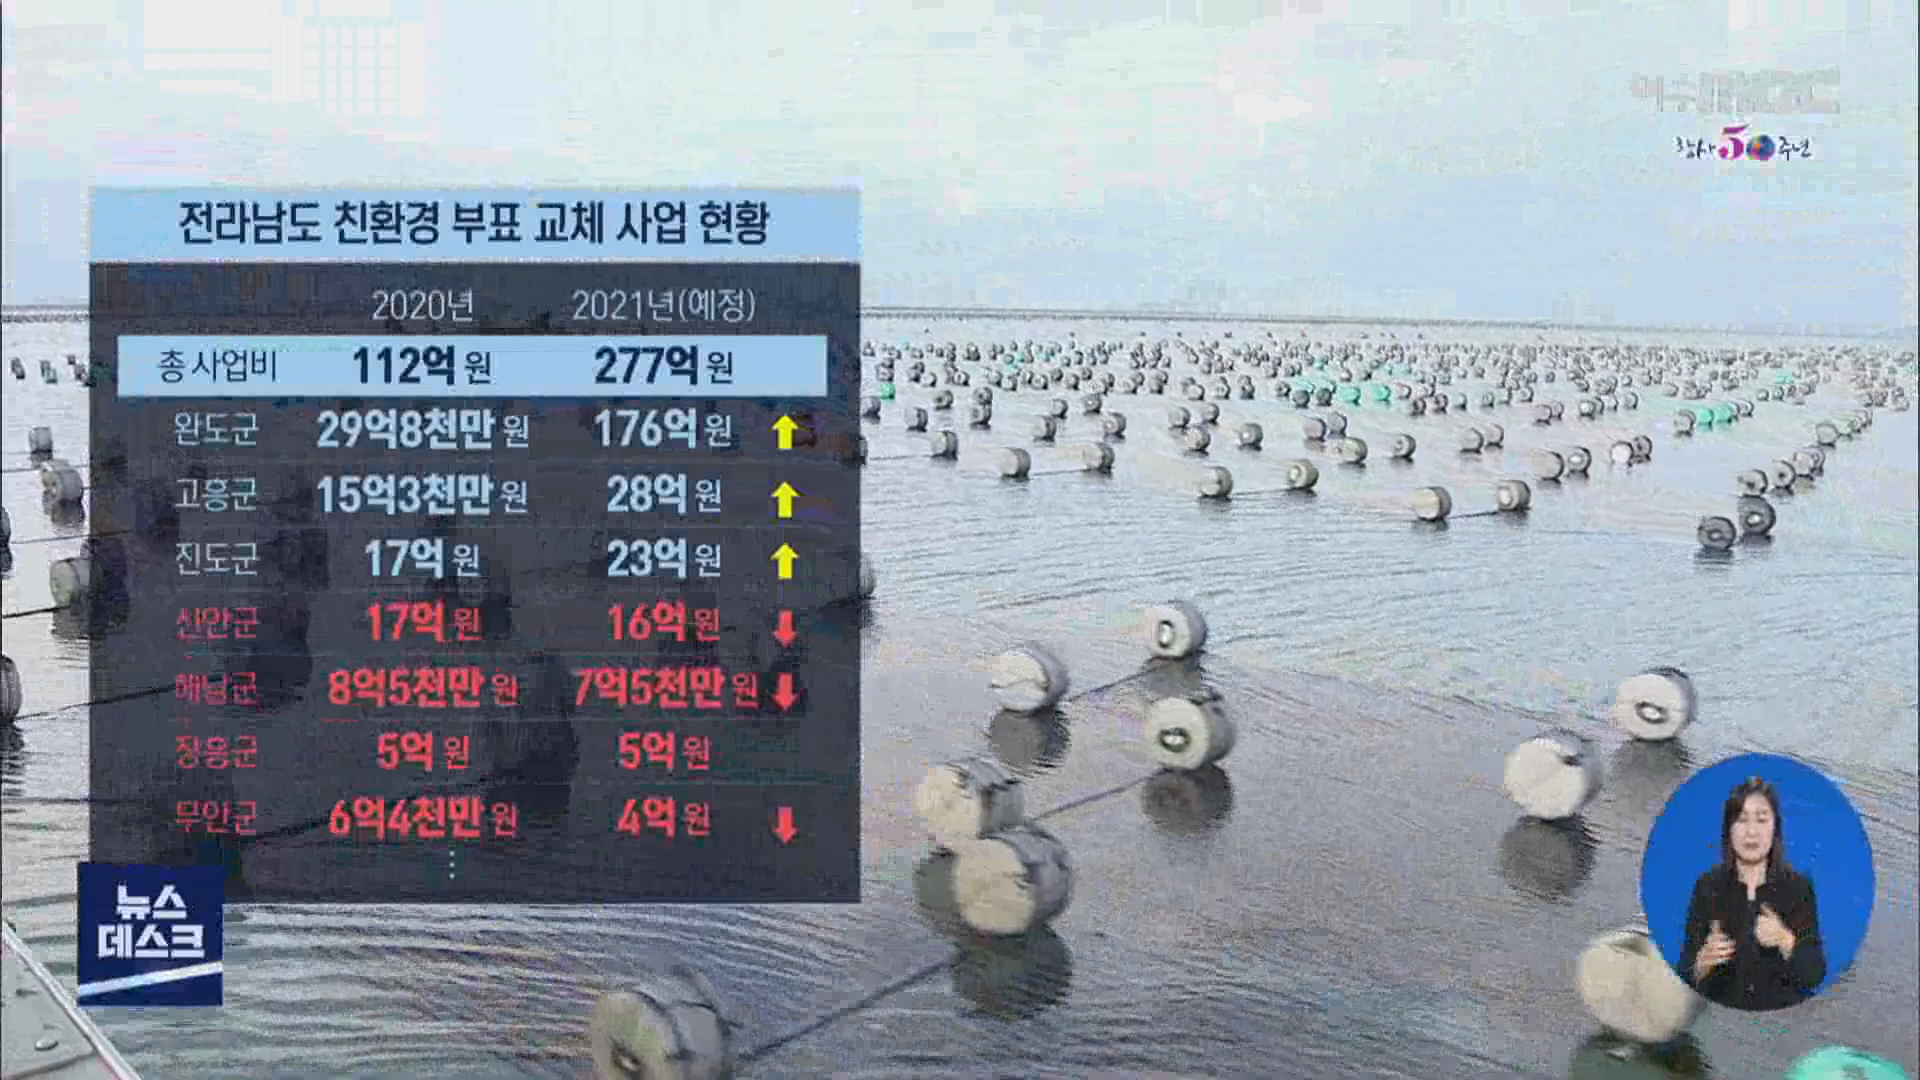 창사50주년
전라남도 친환경 부표 교체 사업 현황
2020년 2021년(예정)
총 사업비 112억 원 277억 원
완도군 29억8천만 원 176억 원
고흥군 15억3천만 원 28억 원
진도군 17억 원 23억 원
신안군 17억 원 16억 원
해남군 8억5천만 원 7억5천만 원
장흥군 5억 원 5억 원
무안군 6억4천만 원 4억 원
뉴스
데스크